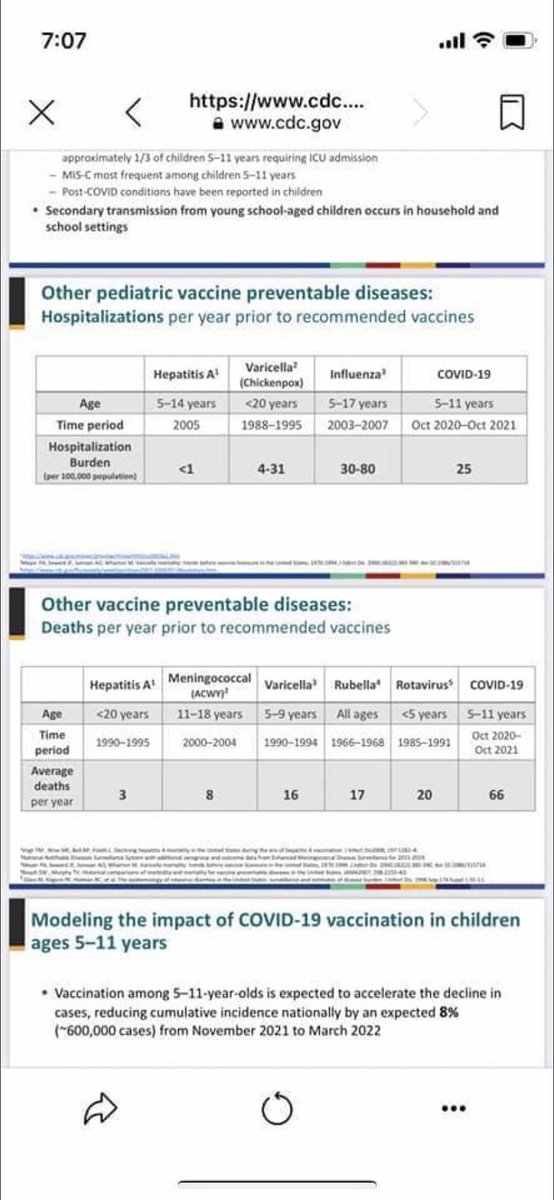 7:07
https://www.cdc....
www.cdc.gov
approximately 1/3 of children 5–11 years requiring ICU admission
– MIS-C most frequent among children 5–11 years
– Post-COVID conditions have been reported in children
• Secondary transmission from young school-aged children occurs in household and
school settings
Other pediatric vaccine preventable diseases:
Hospitalizations per year prior to recommended vaccines
Hepatitis A¹ Varicella² (Chickenpox) Influenza³ COVID-19
Age 5–14 years <20 years 5–17 years 5–11 years
Time period 2005 1988–1995 2003–2007 Oct 2020–Oct 2021
Hospitalization
Burden
(per 100,000 population) <1 4-31 30-80 25
Other vaccine preventable diseases:
Deaths per year prior to recommended vaccines
Hepatitis A¹ Meningococcal (ACWY)² Varicella³ Rubella⁴ Rotavirus⁵ COVID-19
Age <20 years 11–18 years 5–9 years All ages <5 years 5–11 years
Time
period 1990–1995 2000–2004 1990–1994 1966–1968 1985–1991 Oct 2020–
Oct 2021
Average
deaths
per year 3 8 16 17 20 66
Modeling the impact of COVID-19 vaccination in children
ages 5–11 years
• Vaccination among 5–11-year-olds is expected to accelerate the decline in
cases, reducing cumulative incidence nationally by an expected 8%
(~600,000 cases) from November 2021 to March 2022